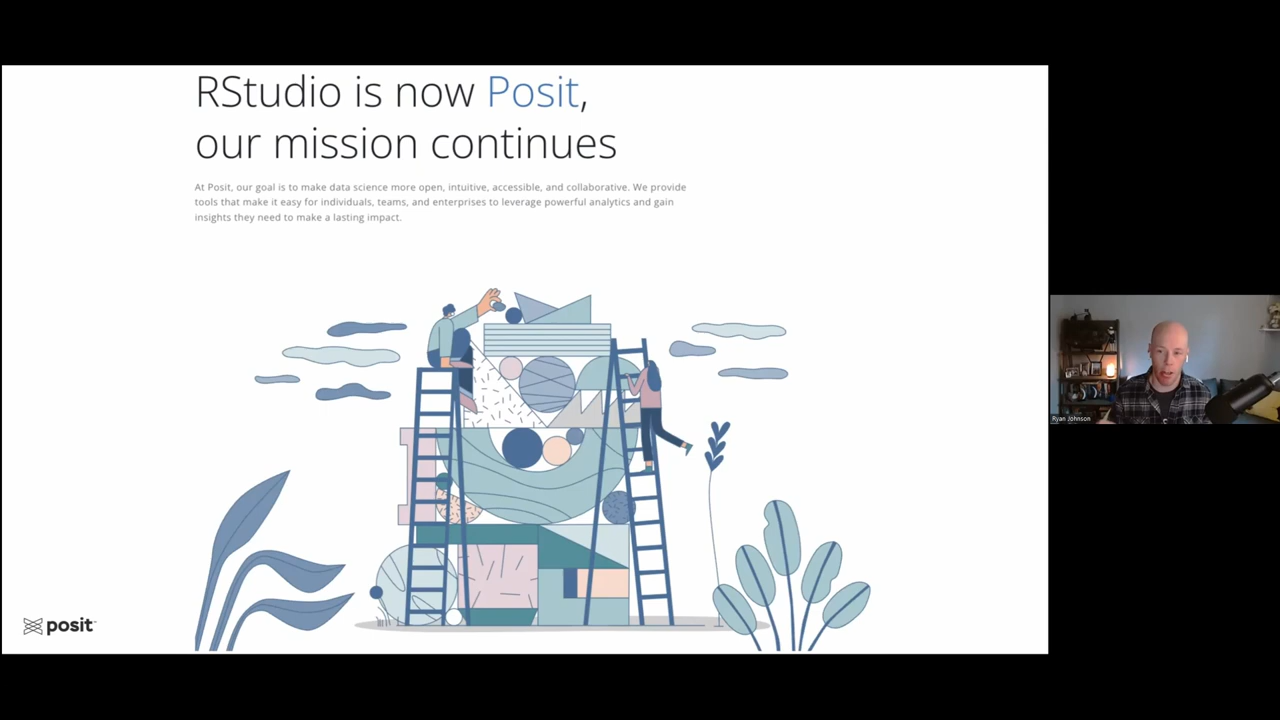 RStudio is now Posit,
our mission continues
At Posit, our goal is to make data science more open, intuitive, accessible, and collaborative. We provide
tools that make it easy for individuals, teams, and enterprises to leverage powerful analytics and gain
insights they need to make a lasting impact.
posit
Ryan Johnson